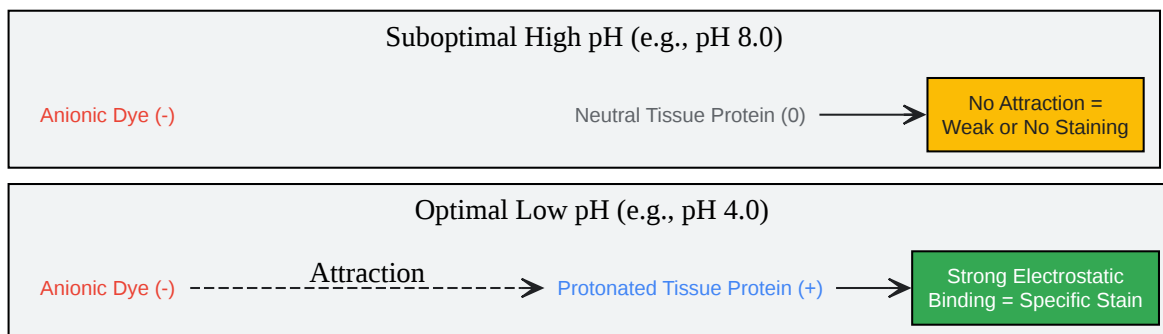 Suboptimal High pH (e.g., pH 8.0)
Anionic Dye (-)
Neutral Tissue Protein (0)
No Attraction =
Weak or No Staining
Optimal Low pH (e.g., pH 4.0)
Anionic Dye (-)
Attraction
Protonated Tissue Protein (+)
Strong Electrostatic
Binding = Specific Stain